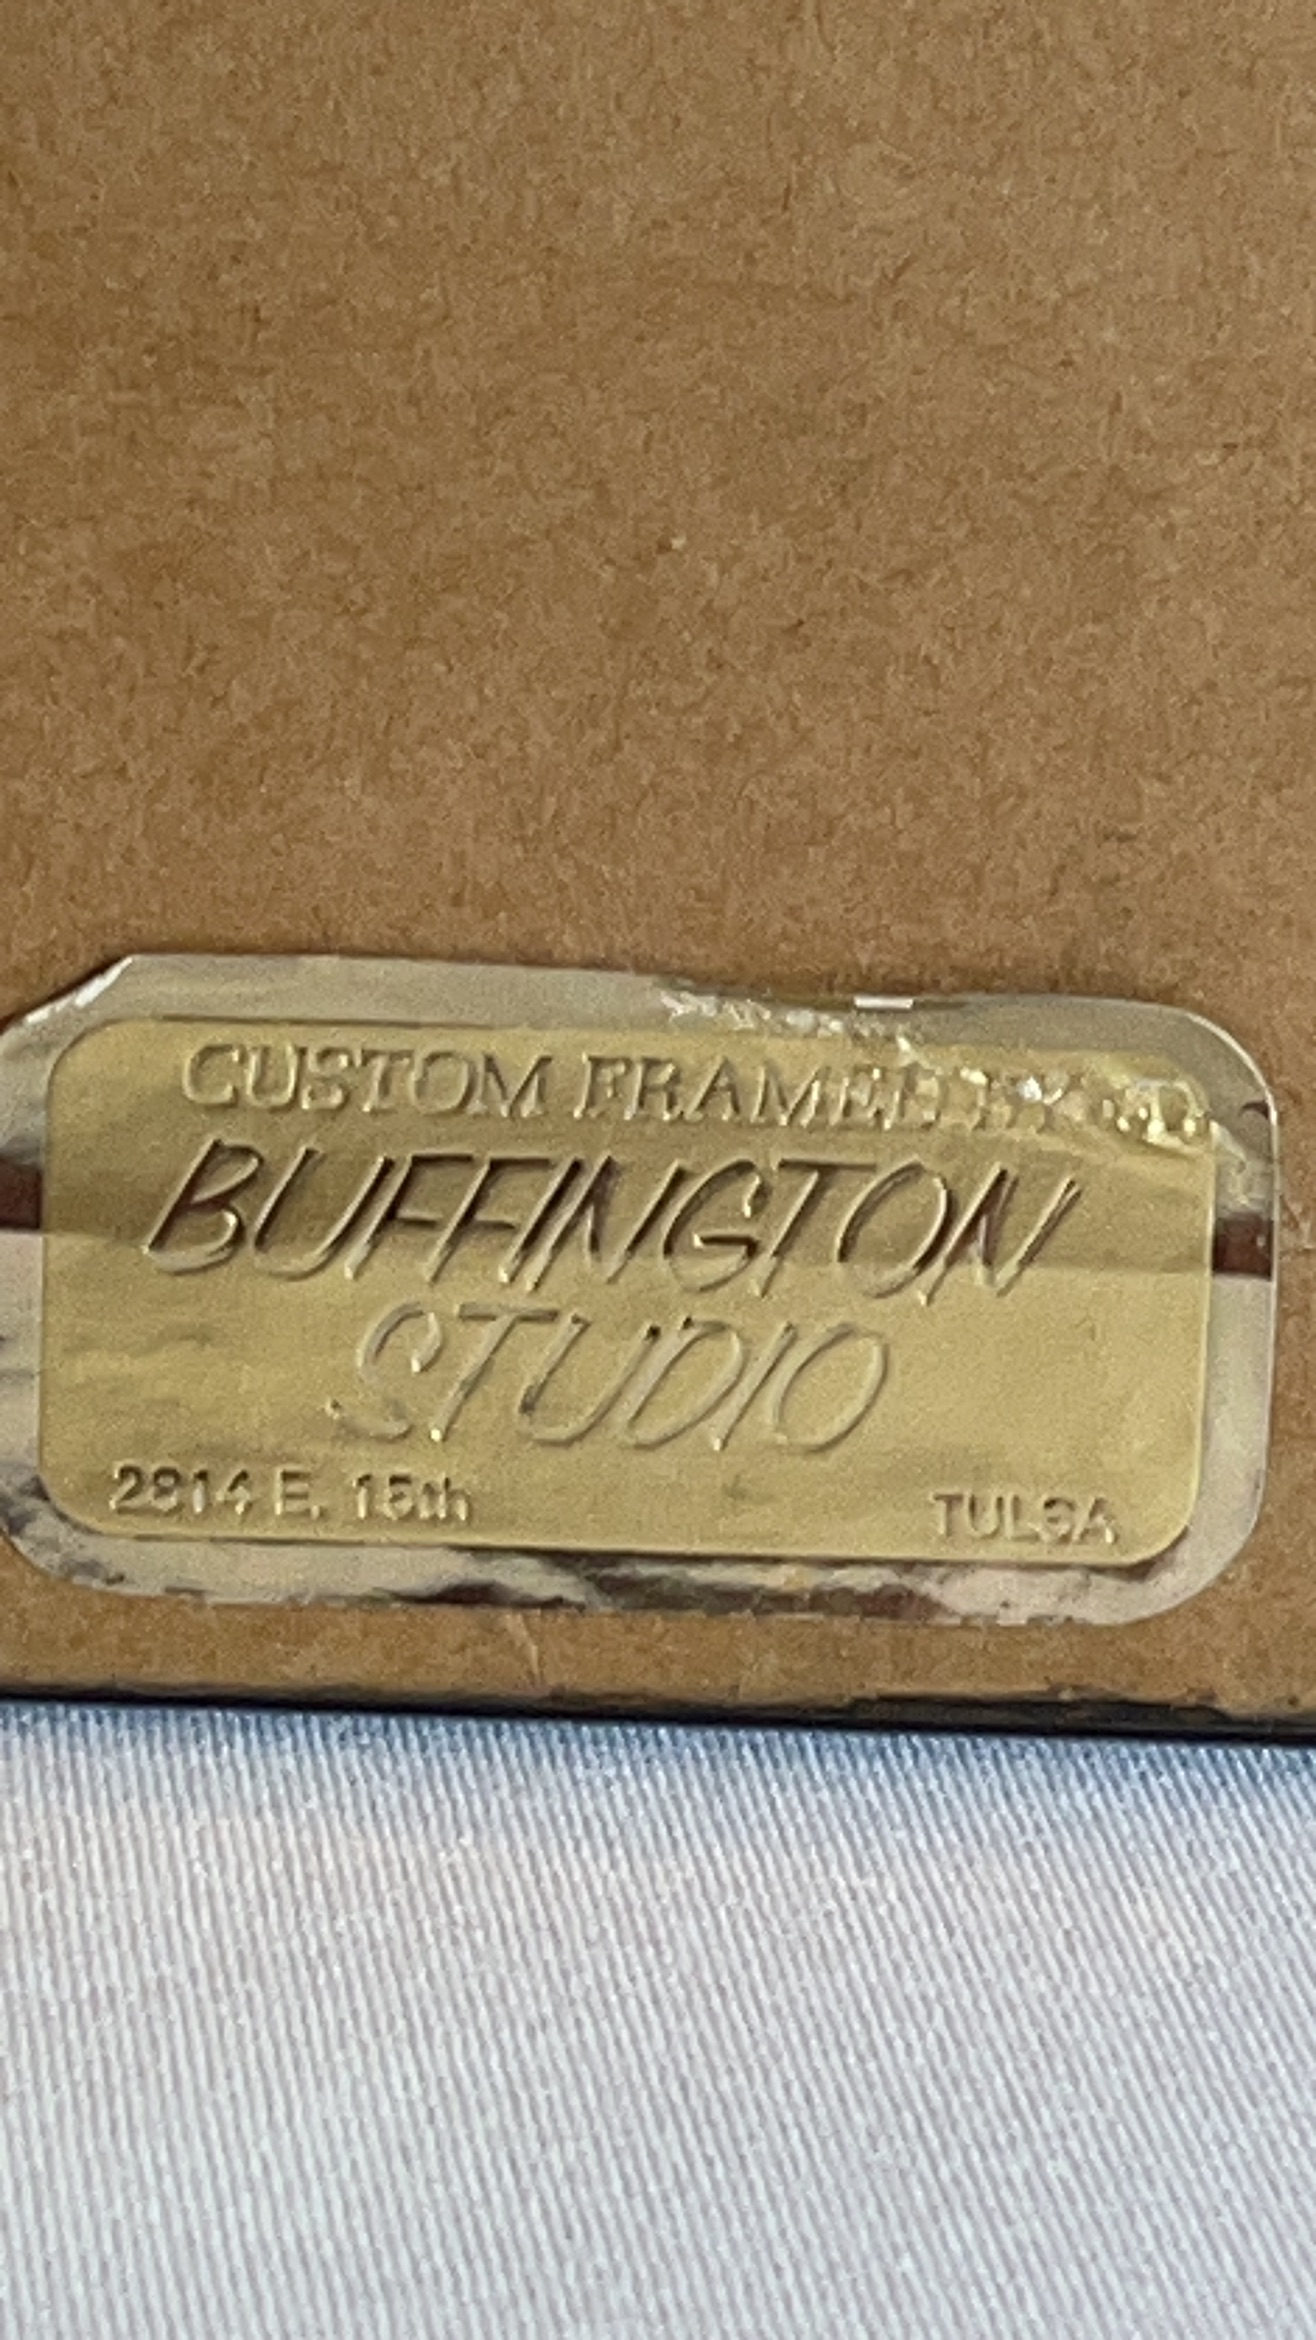 CUSTOM FRAMED BY
BUFFINGTON
STUDIO
2814 E. 15th TULSA